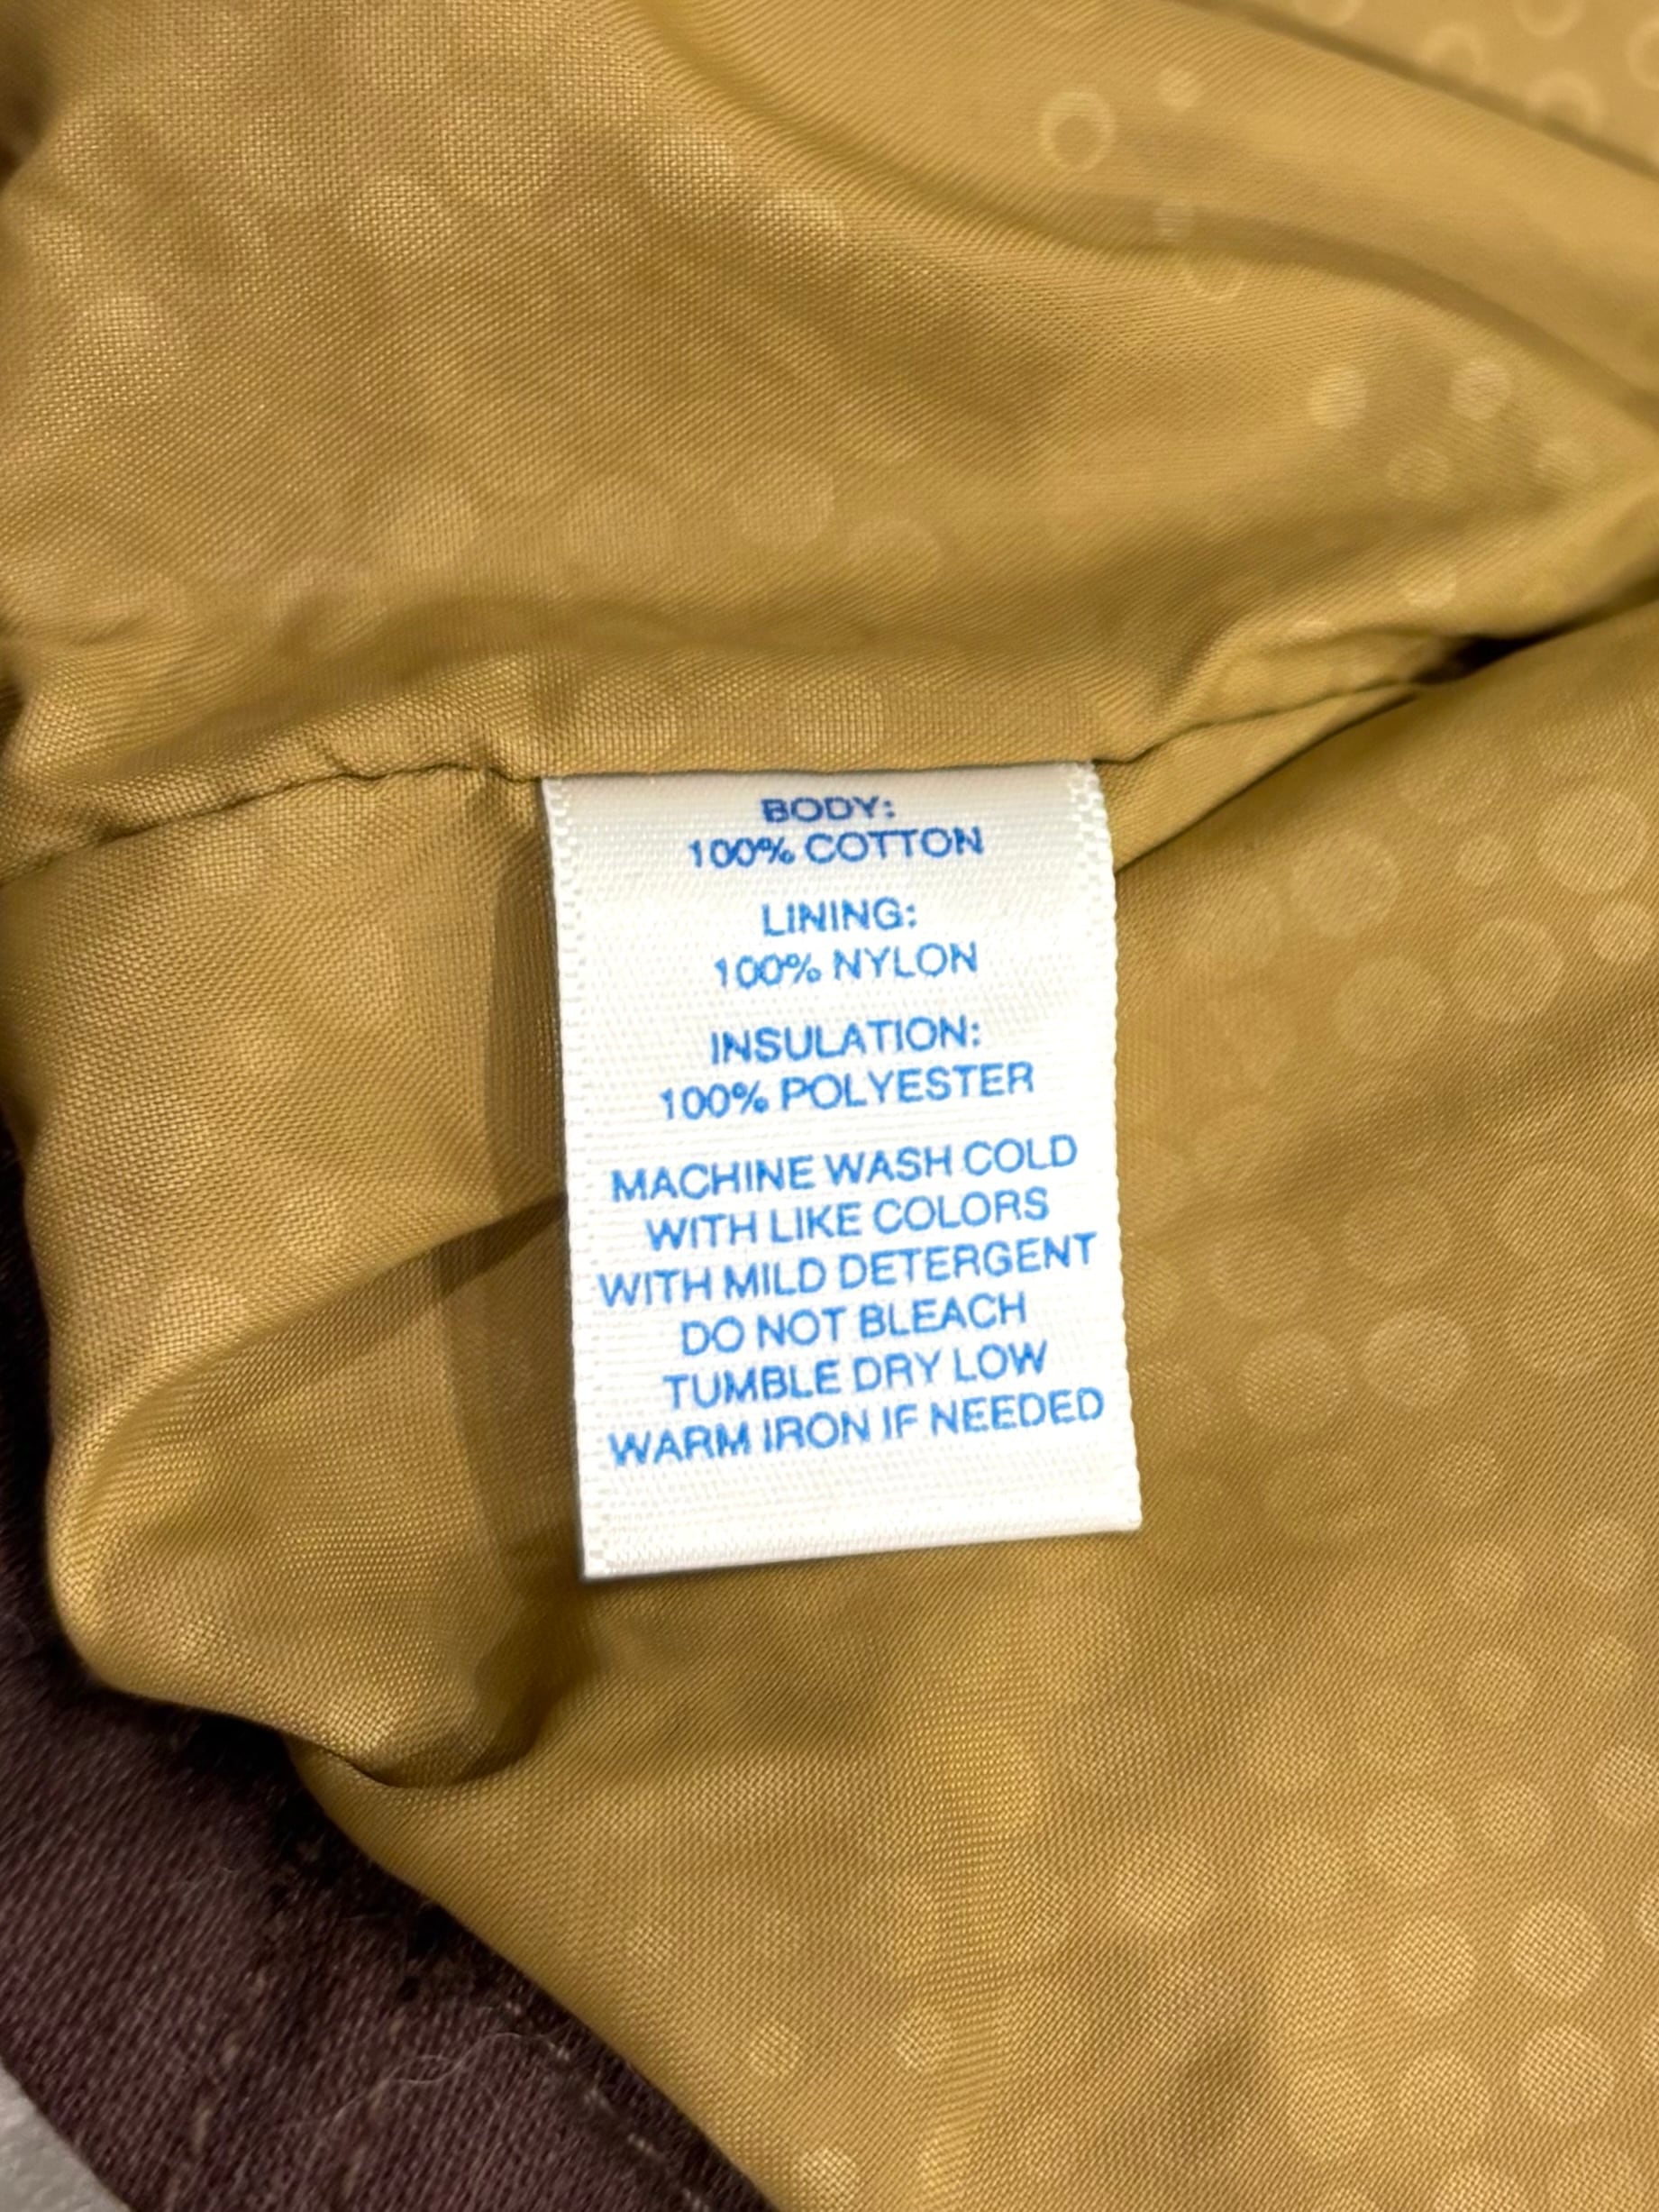 BODY:
100% COTTON
LINING:
100% NYLON
INSULATION:
100% POLYESTER
MACHINE WASH COLD
WITH LIKE COLORS
WITH MILD DETERGENT
DO NOT BLEACH
TUMBLE DRY LOW
WARM IRON IF NEEDED